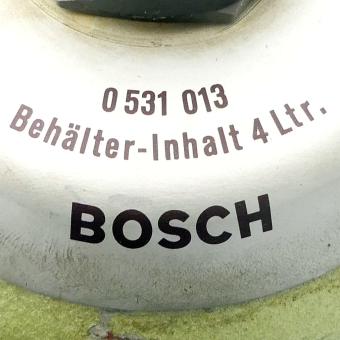 0 531 013
Behälter-Inhalt 4 Ltr.
BOSCH